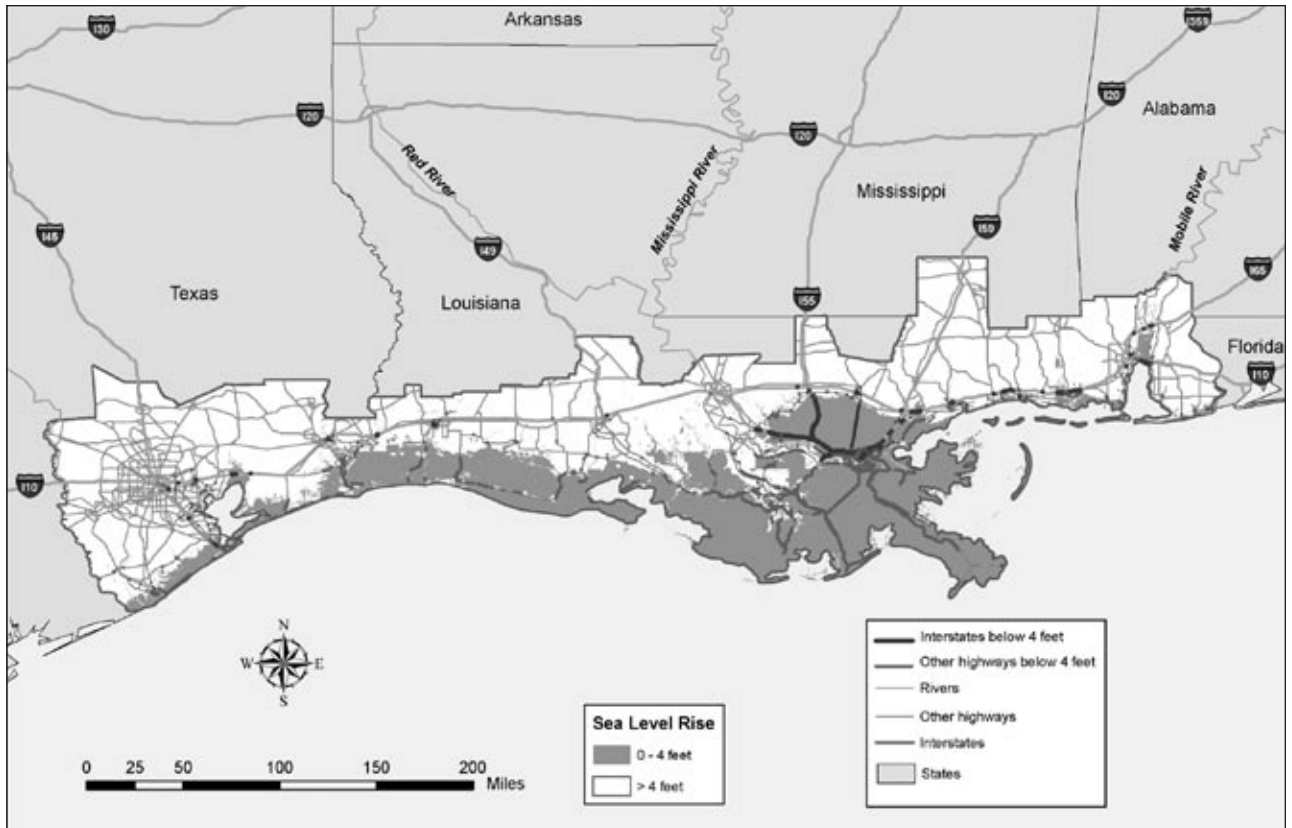 Arkansas
I30
I359
I20
I20
I20
Alabama
Red River
Mississippi River
Mississippi
Mobile River
I45
I49
I59
I65
Texas
Louisiana
I55
Florida
I10
I10
N
W E
S
Interstates below 4 feet
Other highways below 4 feet
Rivers
Other highways
Interstates
States
Sea Level Rise
0 - 4 feet
> 4 feet
0 25 50 100 150 200
Miles